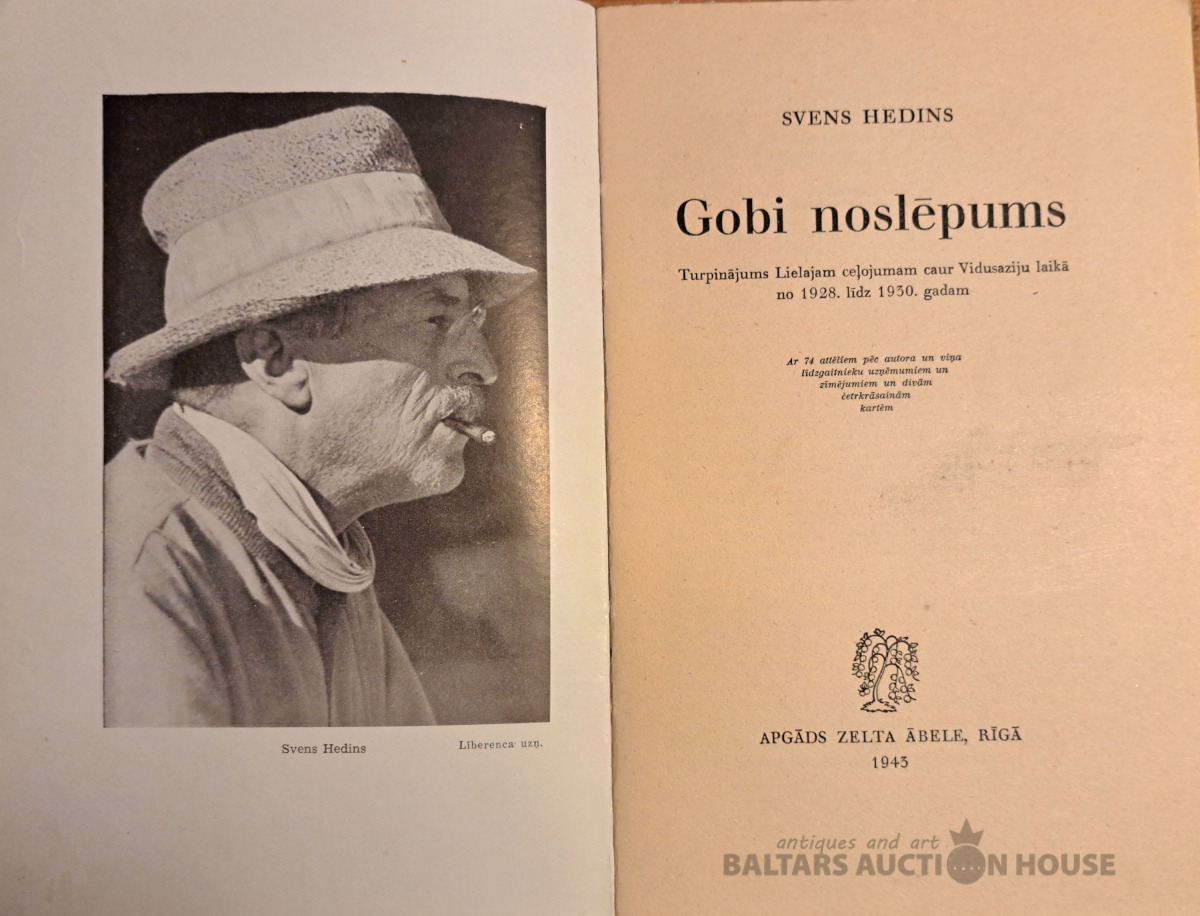 Svens Hedins
Līberenca uzņ.
SVENS HEDINS
Gobi noslēpums
Turpinājums Lielajam ceļojumam caur Vidusaziju laikā
no 1928. līdz 1930. gadam
Ar 74 attēliem pēc autora un viņa
līdzgaitnieku uzņēmumiem un
zīmējumiem un divām
četrkrāsainām
kartēm
APGĀDS ZELTA ĀBELE, RĪGĀ
1943
antiques and art
BALTARS AUCTION HOUSE